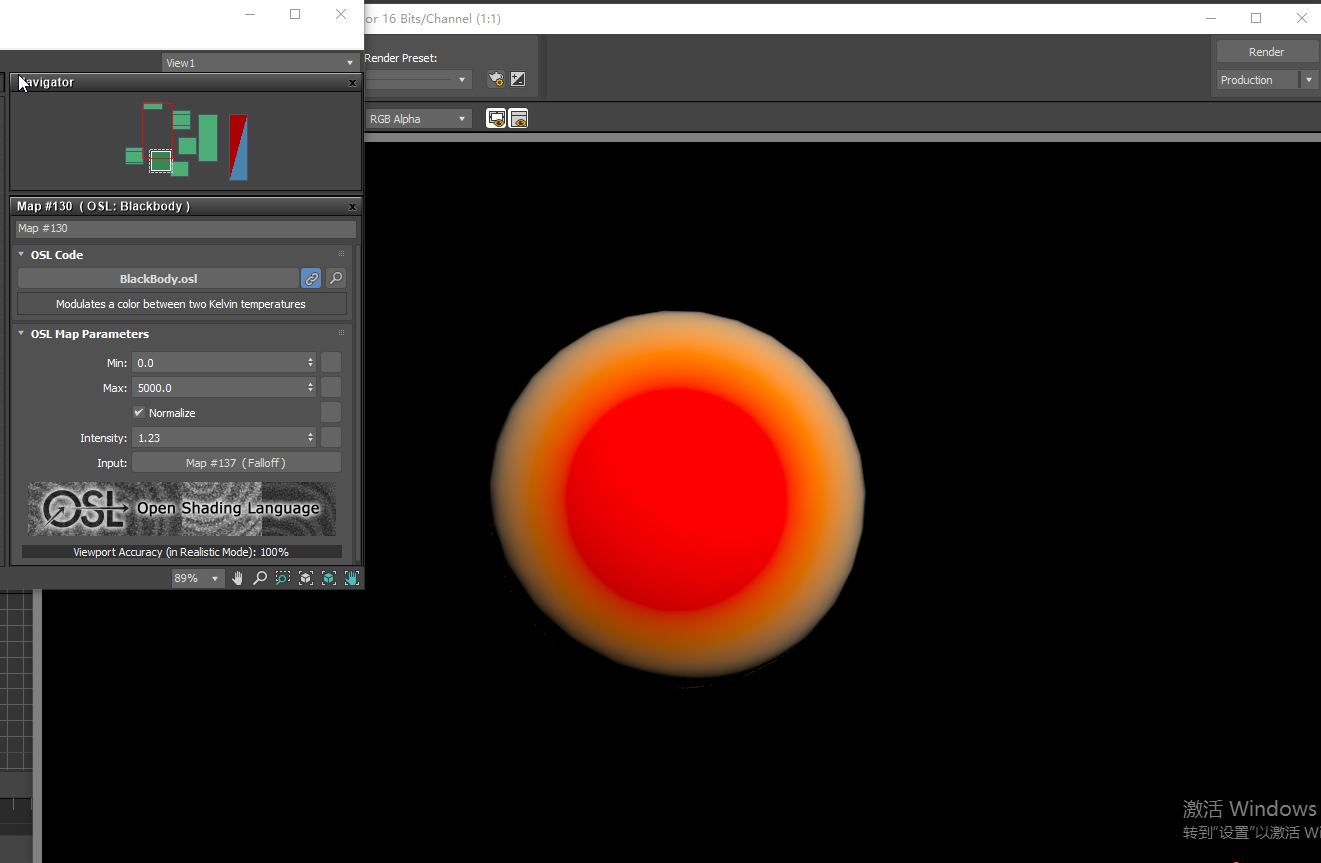 or 16 Bits/Channel (1:1)
View1
Render Preset:
Render
Navigator
Production
RGB Alpha
Map #130 ( OSL: Blackbody )
Map #130
OSL Code
BlackBody.osl
Modulates a color between two Kelvin temperatures
OSL Map Parameters
Min: 0.0
Max: 5000.0
Normalize
Intensity: 1.23
Input: Map #137 ( Falloff )
OSL Open Shading Language
Viewport Accuracy (in Realistic Mode): 100%
89%
激活 Windows
转到"设置"以激活 Wi